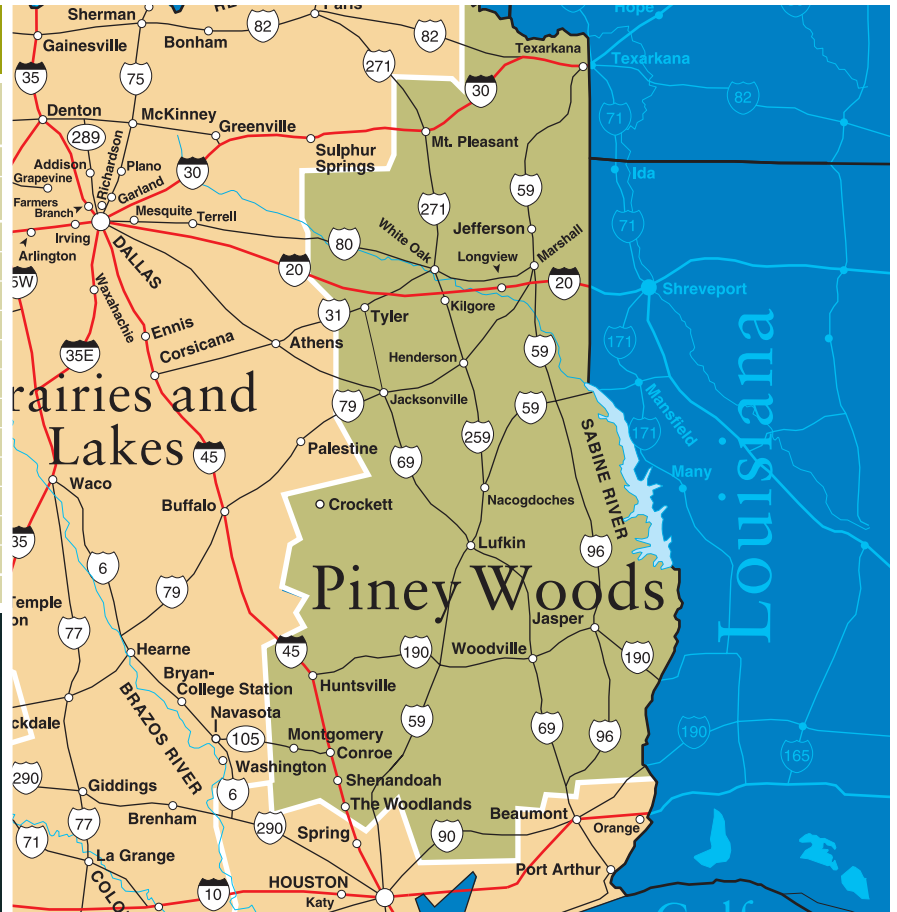 Sherman
Paris
Hope
Gainesville
Bonham
82
82
Texarkana
Texarkana
35
75
271
30
82
Denton
McKinney
71
289
Greenville
Mt. Pleasant
Richardson
Sulphur
Springs
Addison
Plano
30
Grapevine
Garland
Ida
Farmers
Branch
Mesquite
Terrell
271
59
71
Irving
Arlington
DALLAS
80
White Oak
Jefferson
Longview
Marshall
5W
20
20
Shreveport
Waxahachie
Ennis
31
Tyler
Kilgore
Corsicana
Athens
171
35E
Henderson
59
rairies and
Lakes
79
Jacksonville
59
Mansfield
171
259
Palestine
69
SABINE RIVER
45
Many
Waco
Buffalo
Crockett
Nacogdoches
Louisiana
35
Lufkin
96
6
79
Piney Woods
Temple
on
Jasper
77
45
190
Woodville
190
Hearne
Huntsville
Bryan-
College Station
BRAZOS RIVER
Navasota
59
69
96
190
ckdale
105
Montgomery
Conroe
165
Washington
290
Giddings
6
Shenandoah
The Woodlands
77
Brenham
290
Spring
90
Beaumont
Orange
71
La Grange
Port Arthur
COLO
10
HOUSTON
Katy
Gulf